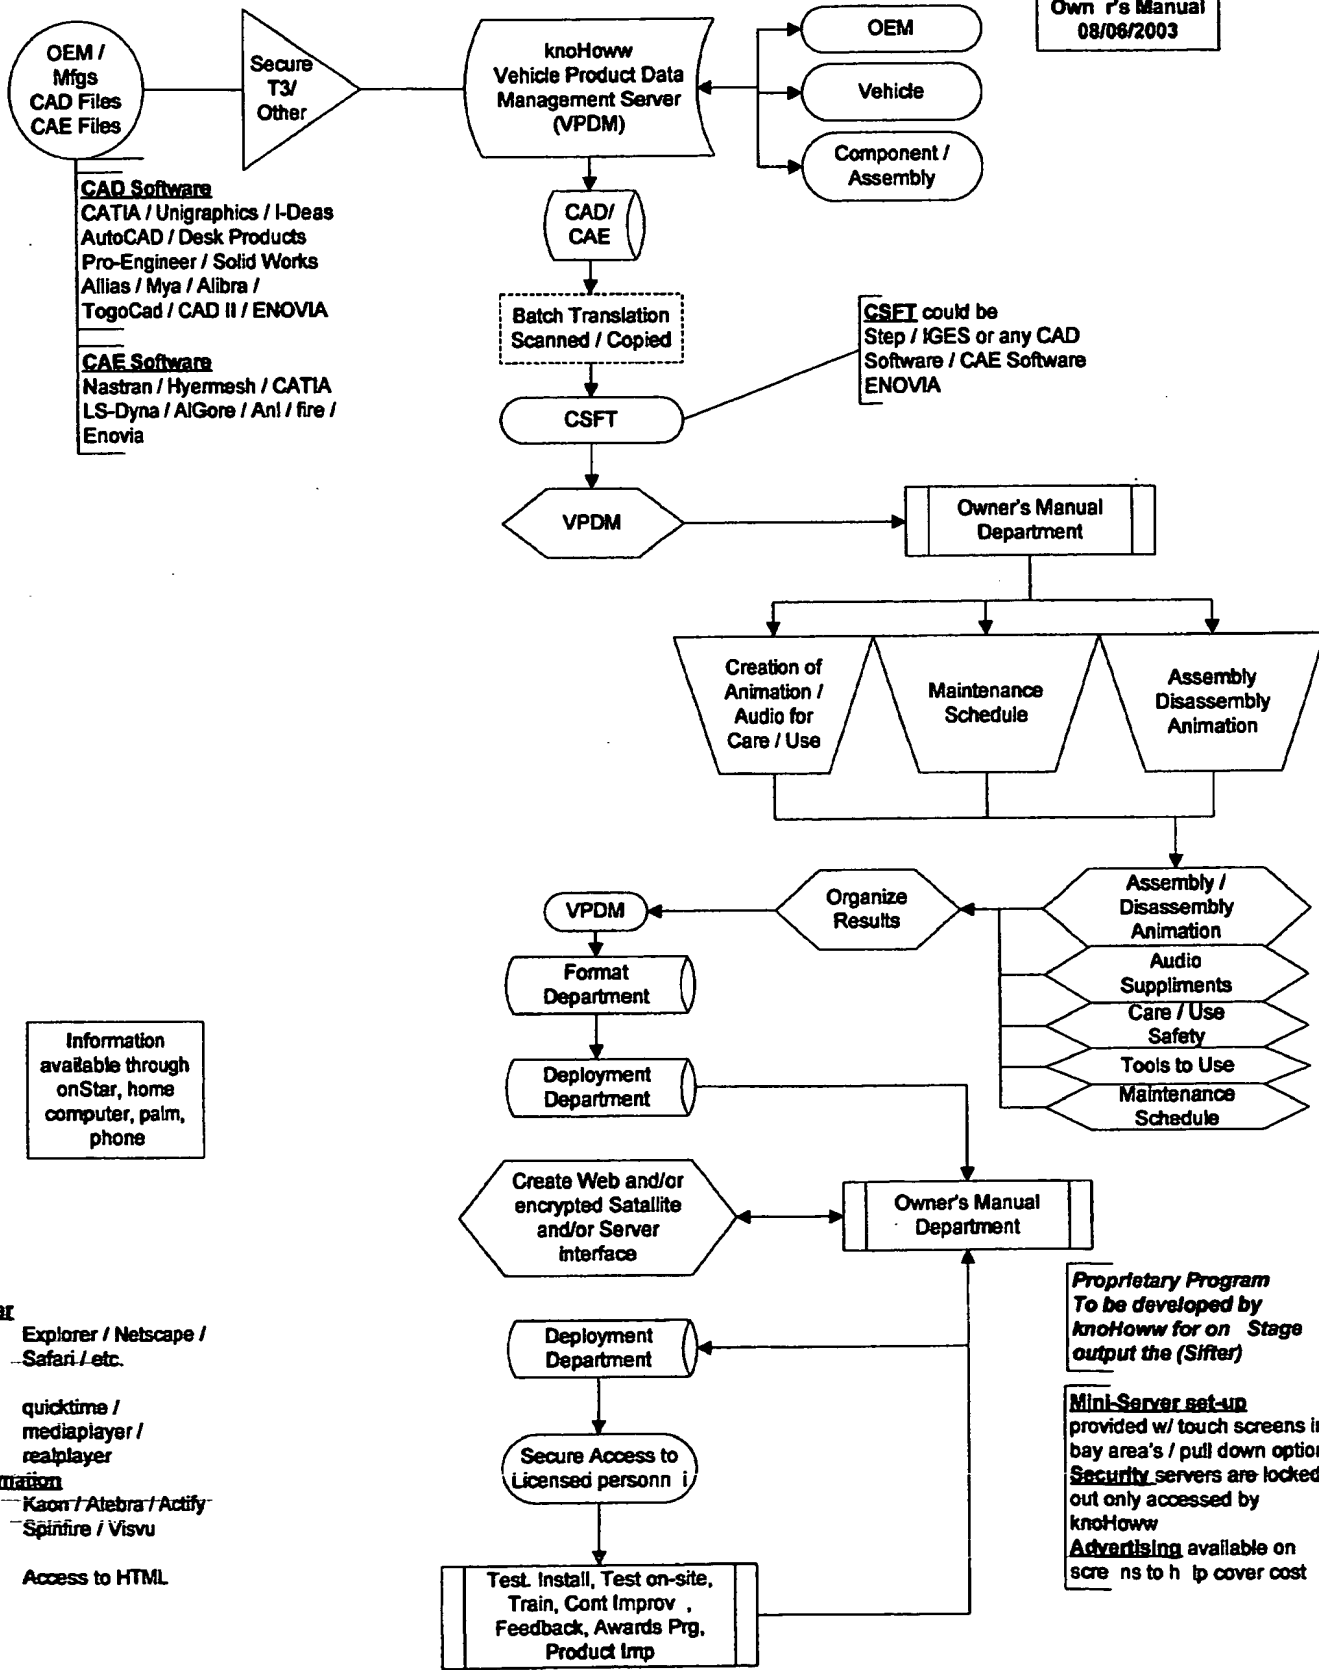 Own r's Manual
08/06/2003
OEM /
Mfgs
CAD Files
CAE Files
Secure
T3/
Other
knoHoww
Vehicle Product Data
Management Server
(VPDM)
OEM
Vehicle
Component /
Assembly
CAD Software
CATIA / Unigraphics / I-Deas
AutoCAD / Desk Products
Pro-Engineer / Solid Works
Allias / Mya / Alibra /
TogoCad / CAD II / ENOVIA
CAE Software
Nastran / Hyermesh / CATIA
LS-Dyna / AlGore / Anl / fire /
Enovia
CAD/
CAE
Batch Translation
Scanned / Copied
CSFT
CSFT could be
Step / IGES or any CAD
Software / CAE Software
ENOVIA
VPDM
Owner's Manual
Department
Creation of
Animation /
Audio for
Care / Use
Maintenance
Schedule
Assembly
Disassembly
Animation
Assembly /
Disassembly
Animation
Audio
Suppliments
Care / Use
Safety
Tools to Use
Maintenance
Schedule
Organize
Results
VPDM
Format
Department
Deployment
Department
Information
available through
onStar, home
computer, palm,
phone
Create Web and/or
encrypted Satallite
and/or Server
interface
Owner's Manual
Department
Explorer / Netscape /
Safari / etc.
quicktime /
mediaplayer /
realplayer
mation
Kaon / Atebra / Actify
Spinfire / Visvu
Access to HTML
Deployment
Department
Secure Access to
Licensed personn l
Test. Install, Test on-site,
Train, Cont Improv ,
Feedback, Awards Prg,
Product Imp
Proprietary Program
To be developed by
knoHoww for on Stage
output the (Sifter)
Mini-Server set-up
provided w/ touch screens in
bay area's / pull down option
Security servers are locked
out only accessed by
knoHoww
Advertising available on
scre ns to h lp cover cost